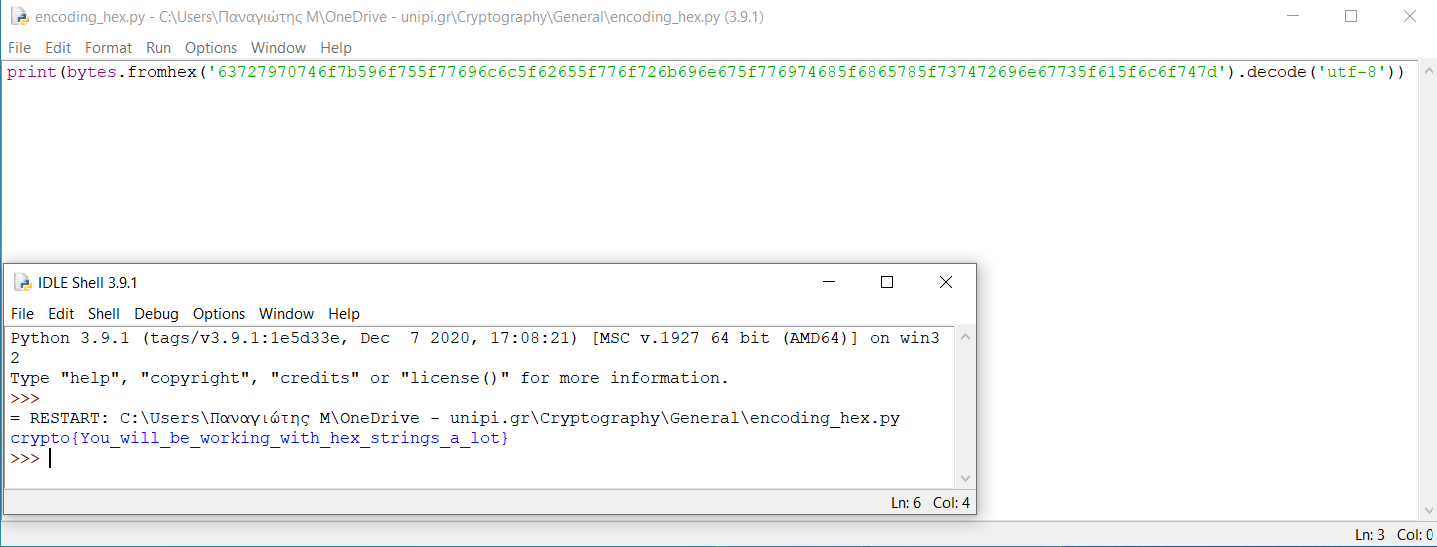 encoding_hex.py - C:\Users\Παναγιώτης Μ\OneDrive - unipi.gr\Cryptography\General\encoding_hex.py (3.9.1)
File Edit Format Run Options Window Help
print(bytes.fromhex('63727970746f7b596f755f77696c6c5f62655f776f726b696e675f776974685f6865785f737472696e67735f615f6c6f747d').decode('utf-8'))
IDLE Shell 3.9.1
File Edit Shell Debug Options Window Help
Python 3.9.1 (tags/v3.9.1:1e5d33e, Dec  7 2020, 17:08:21) [MSC v.1927 64 bit (AMD64)] on win3
2
Type "help", "copyright", "credits" or "license()" for more information.
>>>
= RESTART: C:\Users\Παναγιώτης Μ\OneDrive - unipi.gr\Cryptography\General\encoding_hex.py
crypto{You_will_be_working_with_hex_strings_a_lot}
>>>
Ln: 6 Col: 4
Ln: 3 Col: 0